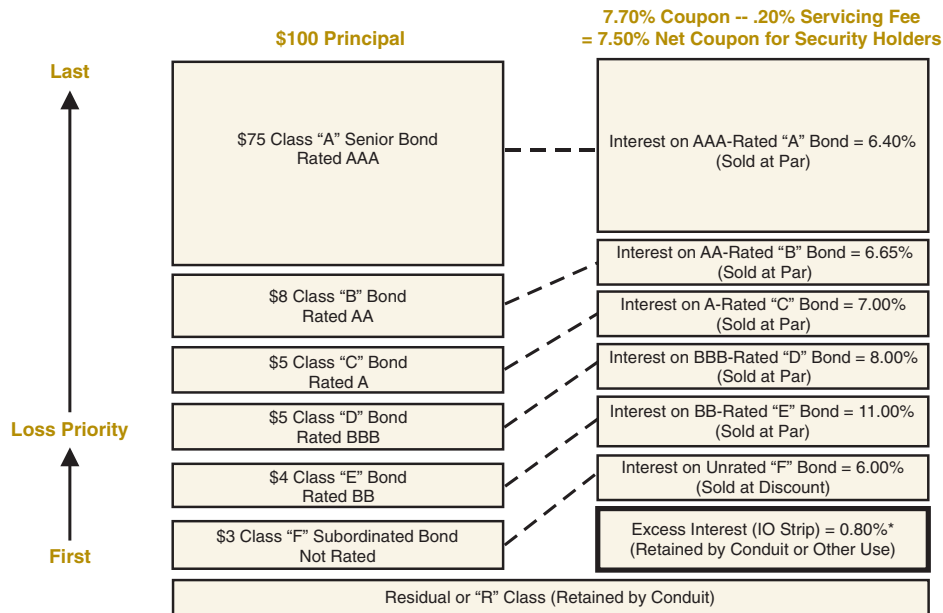 $100 Principal
7.70% Coupon -- .20% Servicing Fee
= 7.50% Net Coupon for Security Holders
Last
$75 Class “A” Senior Bond
Rated AAA
Interest on AAA-Rated “A” Bond = 6.40%
(Sold at Par)
$8 Class “B” Bond
Rated AA
Interest on AA-Rated “B” Bond = 6.65%
(Sold at Par)
$5 Class “C” Bond
Rated A
Interest on A-Rated “C” Bond = 7.00%
(Sold at Par)
Loss Priority
$5 Class “D” Bond
Rated BBB
Interest on BBB-Rated “D” Bond = 8.00%
(Sold at Par)
$4 Class “E” Bond
Rated BB
Interest on BB-Rated “E” Bond = 11.00%
(Sold at Par)
First
$3 Class “F” Subordinated Bond
Not Rated
Interest on Unrated “F” Bond = 6.00%
(Sold at Discount)
Excess Interest (IO Strip) = 0.80%*
(Retained by Conduit or Other Use)
Residual or “R” Class (Retained by Conduit)